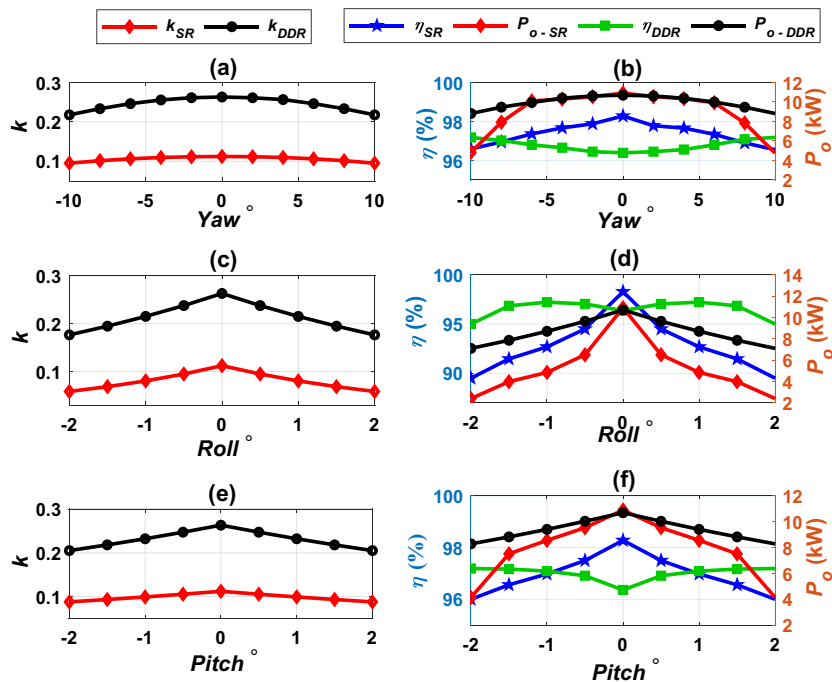 k_SR k_DDR
η_SR P_o-SR η_DDR P_o-DDR
(a)
0.3
0.2
0.1
k
-10 -5 0 5 10
Yaw °
(b)
100
98
96
η (%)
12
10
8
6
4
2
P_o (kW)
-10 -5 0 5 10
Yaw °
(c)
0.3
0.2
0.1
k
-2 -1 0 1 2
Roll °
(d)
100
95
90
η (%)
14
12
10
8
6
4
2
P_o (kW)
-2 -1 0 1 2
Roll °
(e)
0.3
0.2
0.1
k
-2 -1 0 1 2
Pitch °
(f)
100
98
96
η (%)
12
10
8
6
4
2
P_o (kW)
-2 -1 0 1 2
Pitch °